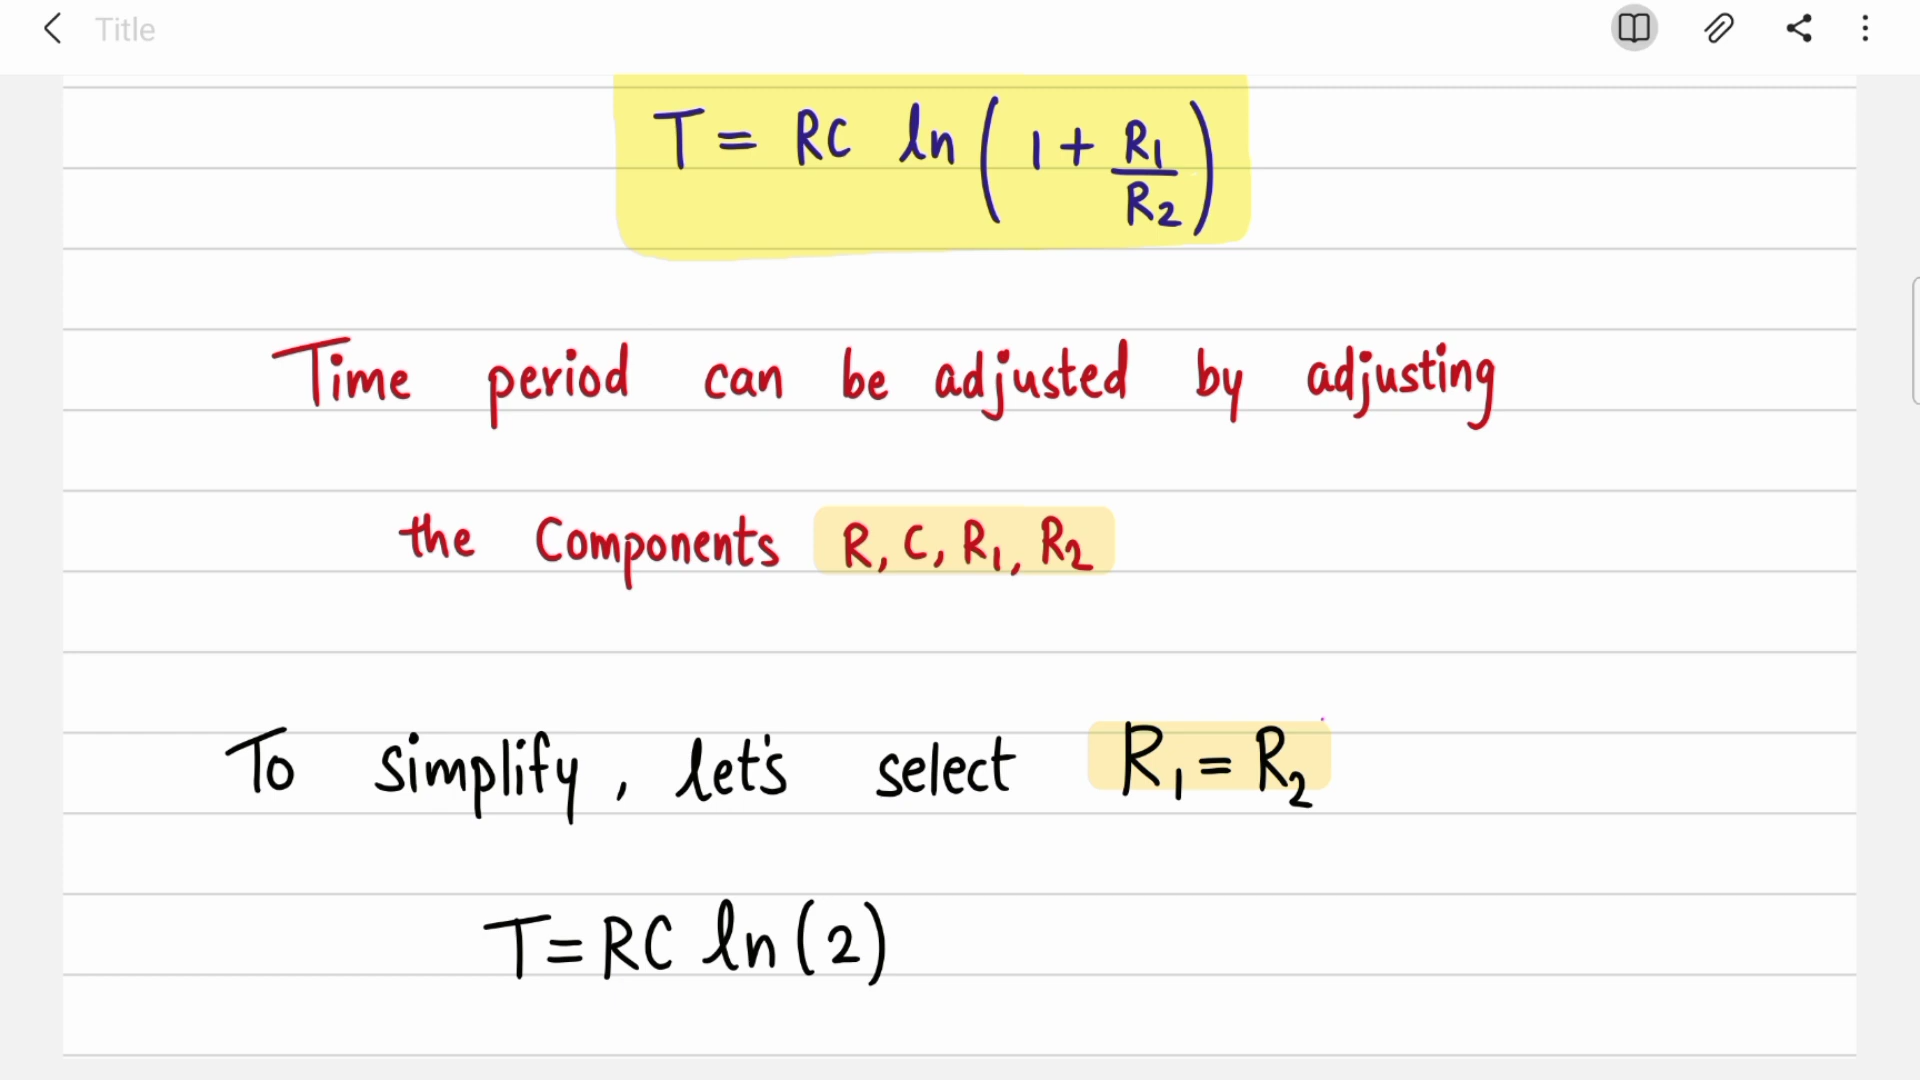 Title
T = RC ln(1 + R₁/R₂)
Time period can be adjusted by adjusting
the Components R, C, R₁, R₂
To simplify, let's select R₁ = R₂
T = RC ln(2)